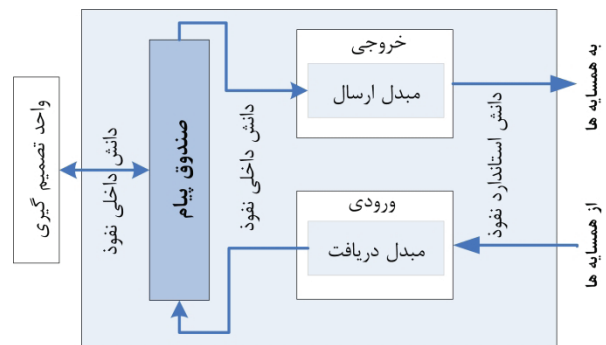 خروجی
مبدل ارسال
به همسایه ها
دانش استاندارد نفوذ
ورودی
مبدل دریافت
از همسایه ها
دانش داخلی نفوذ
صندوق پیام
دانش داخلی نفوذ
واحد تصمیم گیری